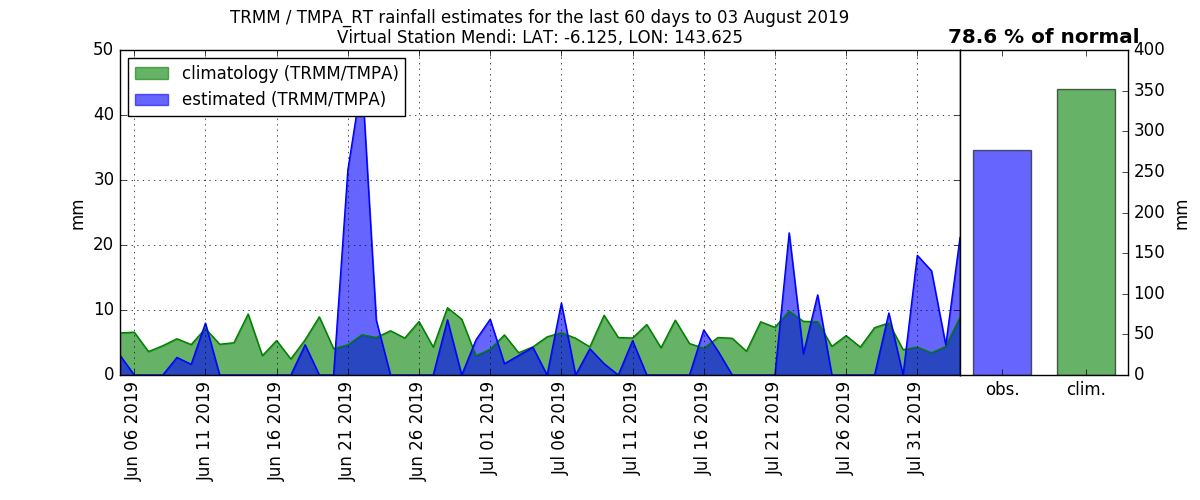 TRMM / TMPA_RT rainfall estimates for the last 60 days to 03 August 2019
Virtual Station Mendi: LAT: -6.125, LON: 143.625
78.6 % of normal
climatology (TRMM/TMPA)
estimated (TRMM/TMPA)
mm
50
40
30
20
10
0
Jun 06 2019
Jun 11 2019
Jun 16 2019
Jun 21 2019
Jun 26 2019
Jul 01 2019
Jul 06 2019
Jul 11 2019
Jul 16 2019
Jul 21 2019
Jul 26 2019
Jul 31 2019
obs.
clim.
400
350
300
250
200
150
100
50
0
mm